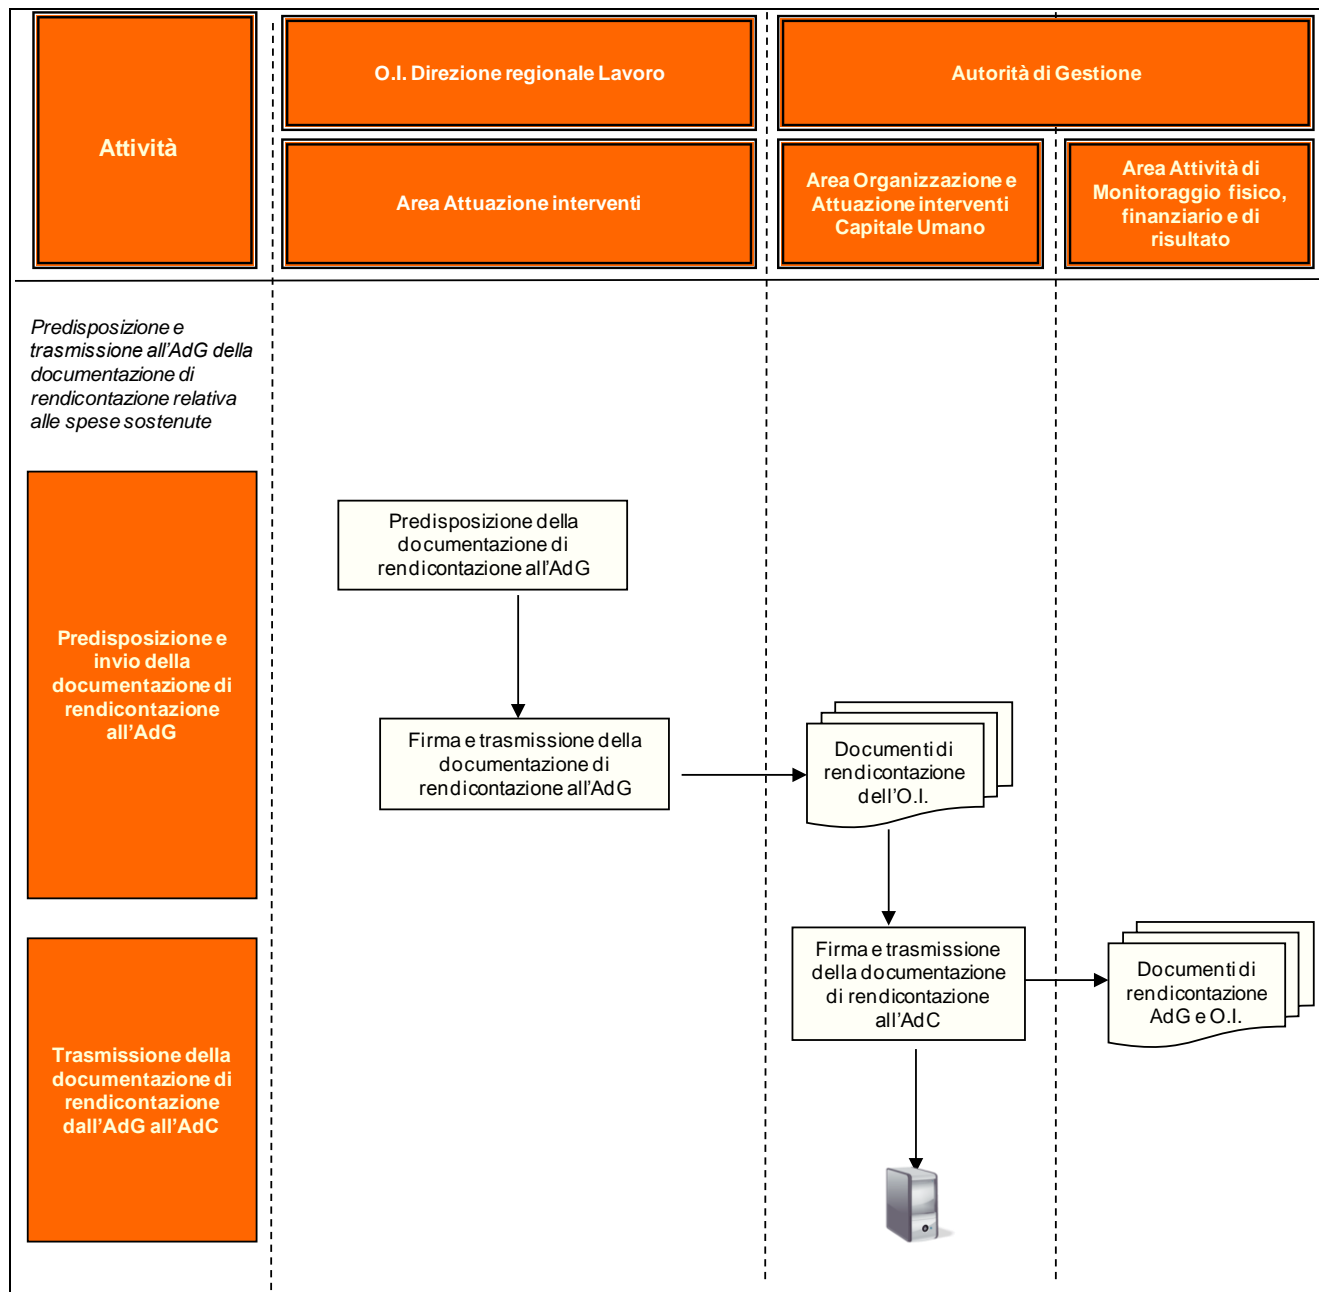 Attività
O.I. Direzione regionale Lavoro
Autorità di Gestione
Area Attuazione interventi
Area Organizzazione e
Attuazione interventi
Capitale Umano
Area Attività di
Monitoraggio fisico,
finanziario e di
risultato
Predisposizione e
trasmissione all'AdG della
documentazione di
rendicontazione relativa
alle spese sostenute
Predisposizione e
invio della
documentazione di
rendicontazione
all'AdG
Predisposizione della
documentazione di
rendicontazione all'AdG
Firma e trasmissione della
documentazione di
rendicontazione all'AdG
Documenti di
rendicontazione
dell'O.I.
Trasmissione della
documentazione di
rendicontazione
dall'AdG all'AdC
Firma e trasmissione
della documentazione
di rendicontazione
all'AdC
Documenti di
rendicontazione
AdG e O.I.